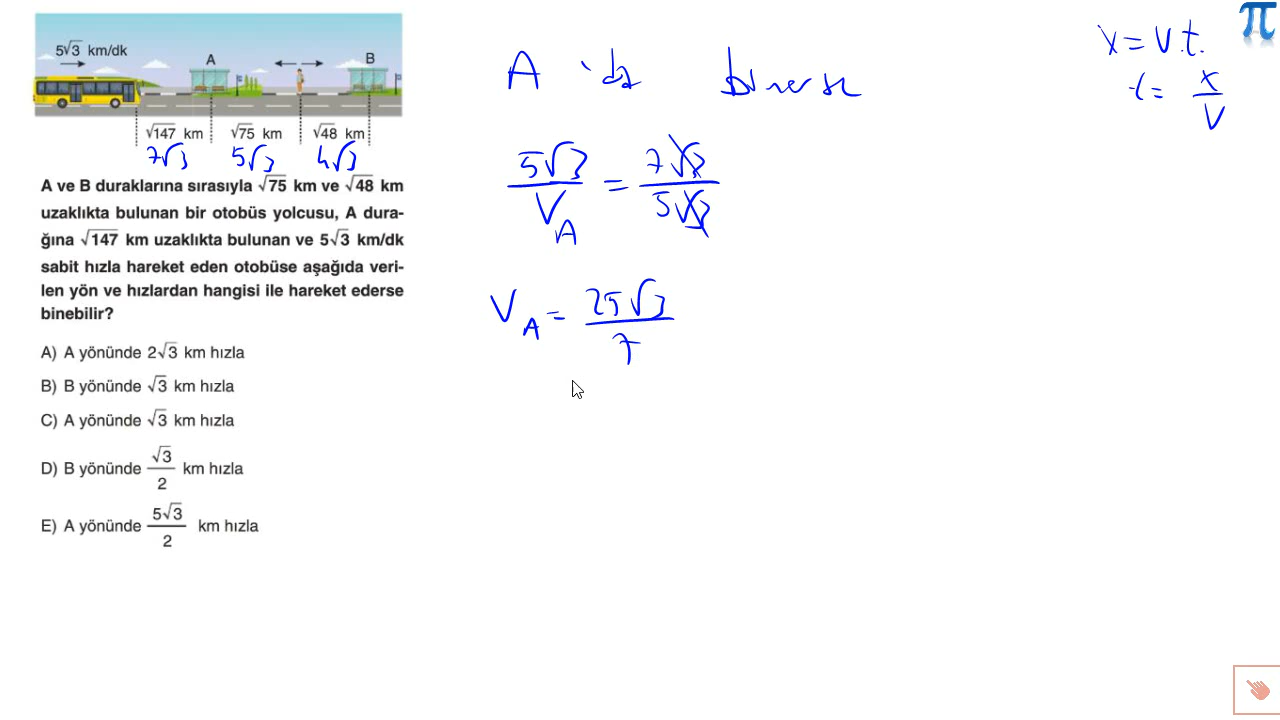 5√3 km/dk
A
B
√147 km √75 km √48 km
7√3 5√3 4√3
A ve B duraklarına sırasıyla √75 km ve √48 km
uzaklıkta bulunan bir otobüs yolcusu, A dura-
ğına √147 km uzaklıkta bulunan ve 5√3 km/dk
sabit hızla hareket eden otobüse aşağıda veri-
len yön ve hızlardan hangisi ile hareket ederse
binebilir?
A) A yönünde 2√3 km hızla
B) B yönünde √3 km hızla
C) A yönünde √3 km hızla
D) B yönünde √3/2 km hızla
E) A yönünde 5√3/2 km hızla
A 'da binerse
5√3/V_A = 7√3/5√3
V_A = 25√3/7
x = v.t.
t = x/v
π